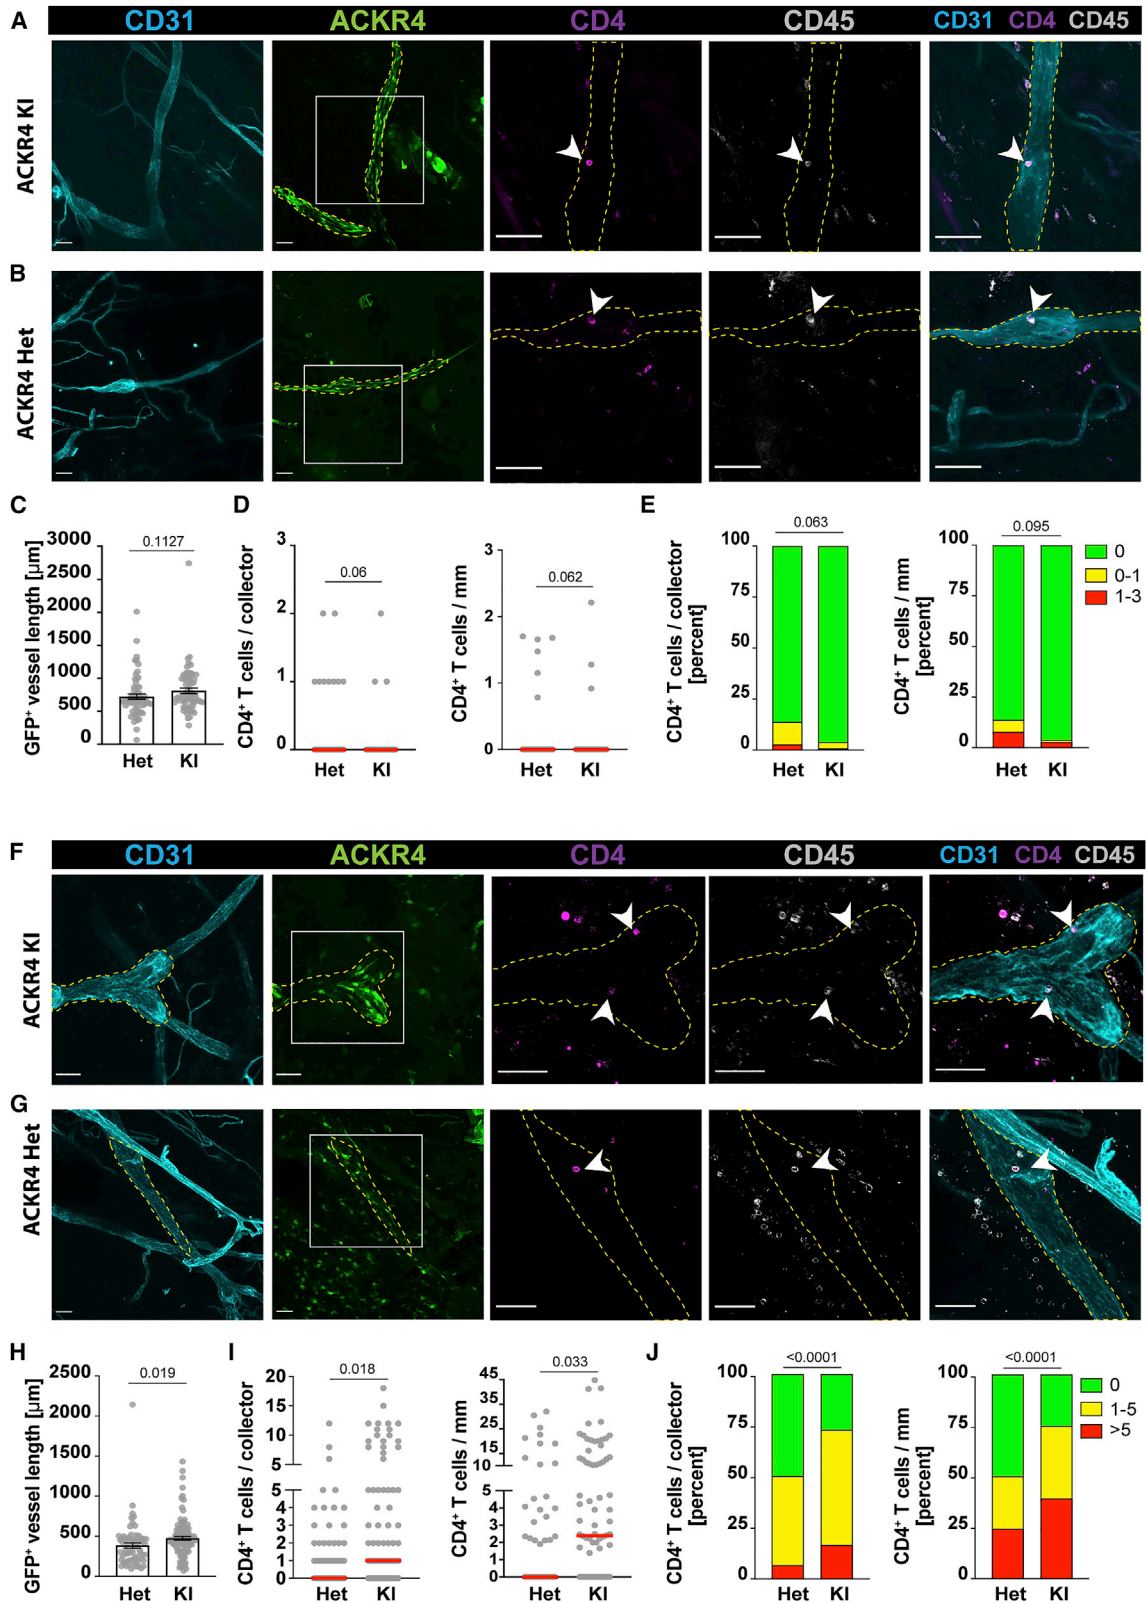 A CD31 ACKR4 CD4 CD45 CD31 CD4 CD45
ACKR4 KI
B
ACKR4 Het
C D E
GFP⁺ vessel length [µm]
3000
2500
2000
1500
1000
500
0
0.1127
Het KI
CD4⁺ T cells / collector
3
2
1
0
0.06
Het KI
CD4⁺ T cells / mm
3
2
1
0
0.062
Het KI
CD4⁺ T cells / collector
[percent]
100
75
50
25
0
0.063
Het KI
CD4⁺ T cells / mm
[percent]
100
75
50
25
0
0.095
Het KI
0
0-1
1-3
F CD31 ACKR4 CD4 CD45 CD31 CD4 CD45
ACKR4 KI
G
ACKR4 Het
H I J
GFP⁺ vessel length [µm]
2500
2000
1500
1000
500
0
0.019
Het KI
CD4⁺ T cells / collector
20
15
10
5
5
4
3
2
1
0
0.018
Het KI
CD4⁺ T cells / mm
45
35
25
15
10
5
4
3
2
1
0
0.033
Het KI
CD4⁺ T cells / collector
[percent]
100
75
50
25
0
<0.0001
Het KI
CD4⁺ T cells / mm
[percent]
100
75
50
25
0
<0.0001
Het KI
0
1-5
>5